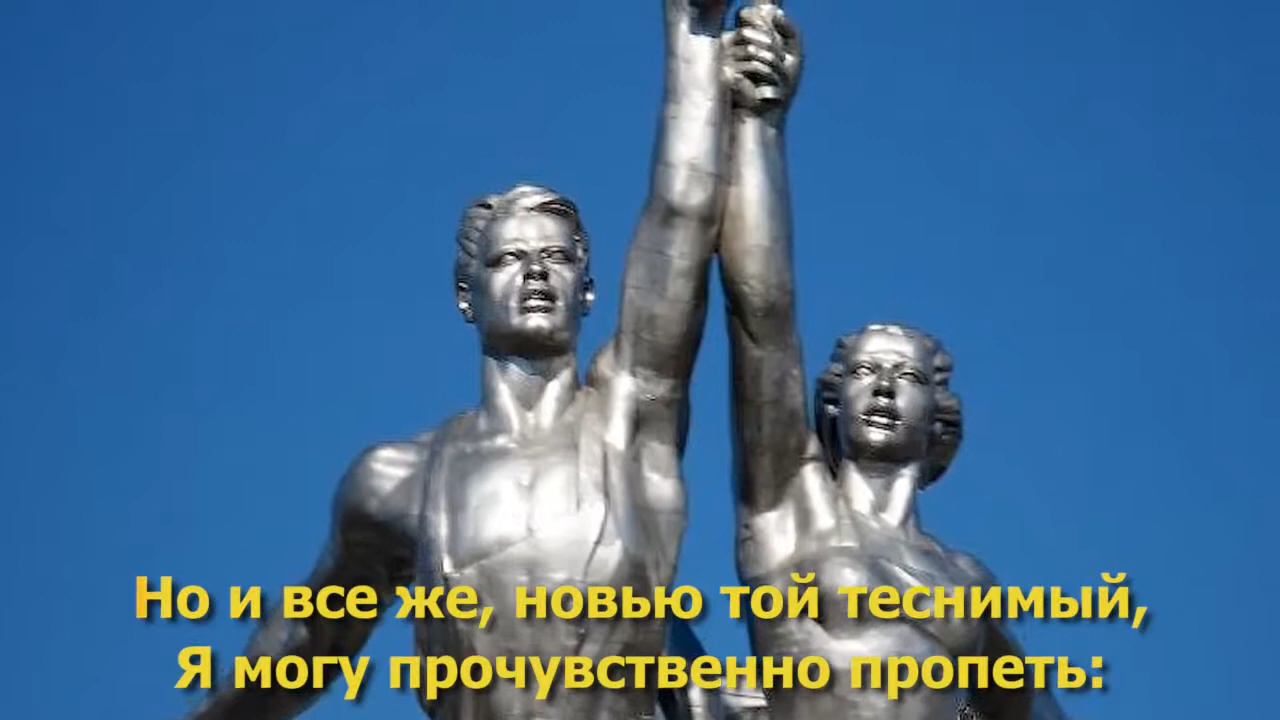 Но и все же, новью той теснимый,
Я могу прочувственно пропеть: